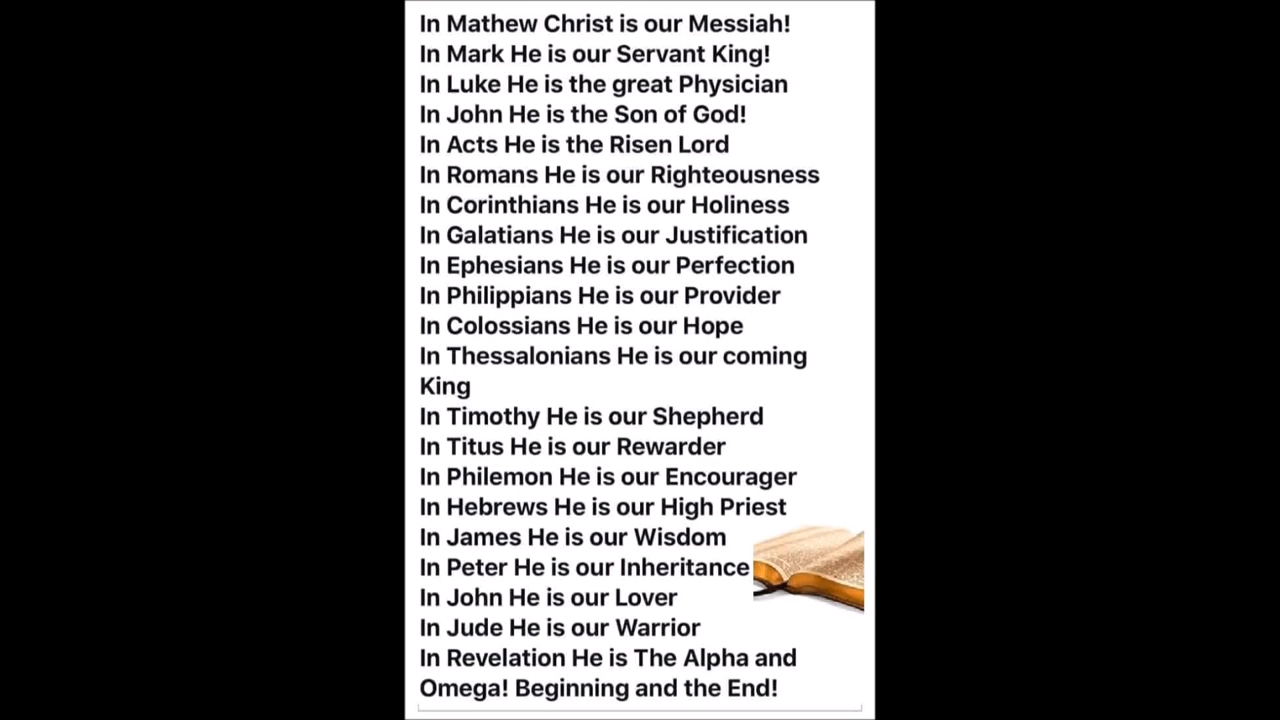 In Mathew Christ is our Messiah!
In Mark He is our Servant King!
In Luke He is the great Physician
In John He is the Son of God!
In Acts He is the Risen Lord
In Romans He is our Righteousness
In Corinthians He is our Holiness
In Galatians He is our Justification
In Ephesians He is our Perfection
In Philippians He is our Provider
In Colossians He is our Hope
In Thessalonians He is our coming
King
In Timothy He is our Shepherd
In Titus He is our Rewarder
In Philemon He is our Encourager
In Hebrews He is our High Priest
In James He is our Wisdom
In Peter He is our Inheritance
In John He is our Lover
In Jude He is our Warrior
In Revelation He is The Alpha and
Omega! Beginning and the End!